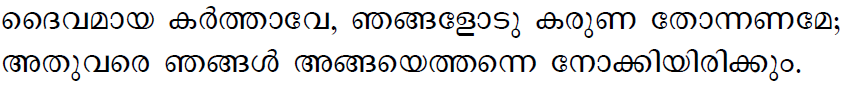 ദൈവമായ കർത്താവേ, ഞങ്ങളോടു കരുണ തോന്നണമേ;
അതുവരെ ഞങ്ങൾ അങ്ങയെത്തന്നെ നോക്കിയിരിക്കും.